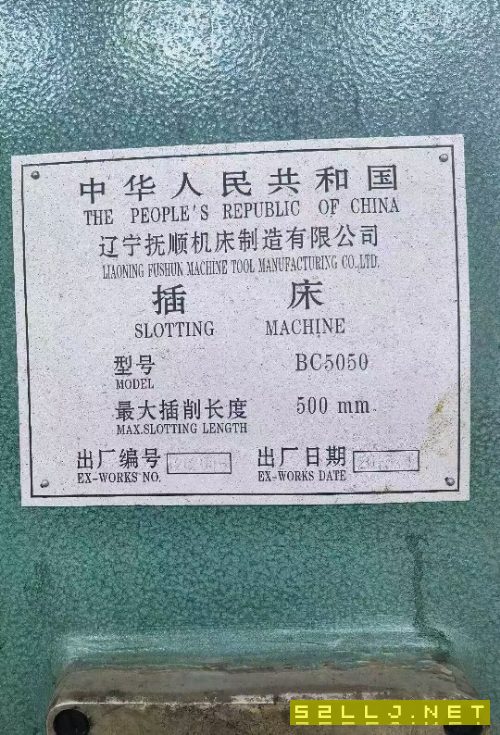 中华人民共和国
THE PEOPLE'S REPUBLIC OF CHINA
辽宁抚顺机床制造有限公司
LIAONING FUSHUN MACHINE TOOL MANUFACTURING CO.LTD.
插 床
SLOTTING MACHINE
型号 BC5050
MODEL
最大插削长度 500 mm
MAX.SLOTTING LENGTH
出厂编号 出厂日期
EX-WORKS NO. EX-WORKS DATE
52LLJ.NET